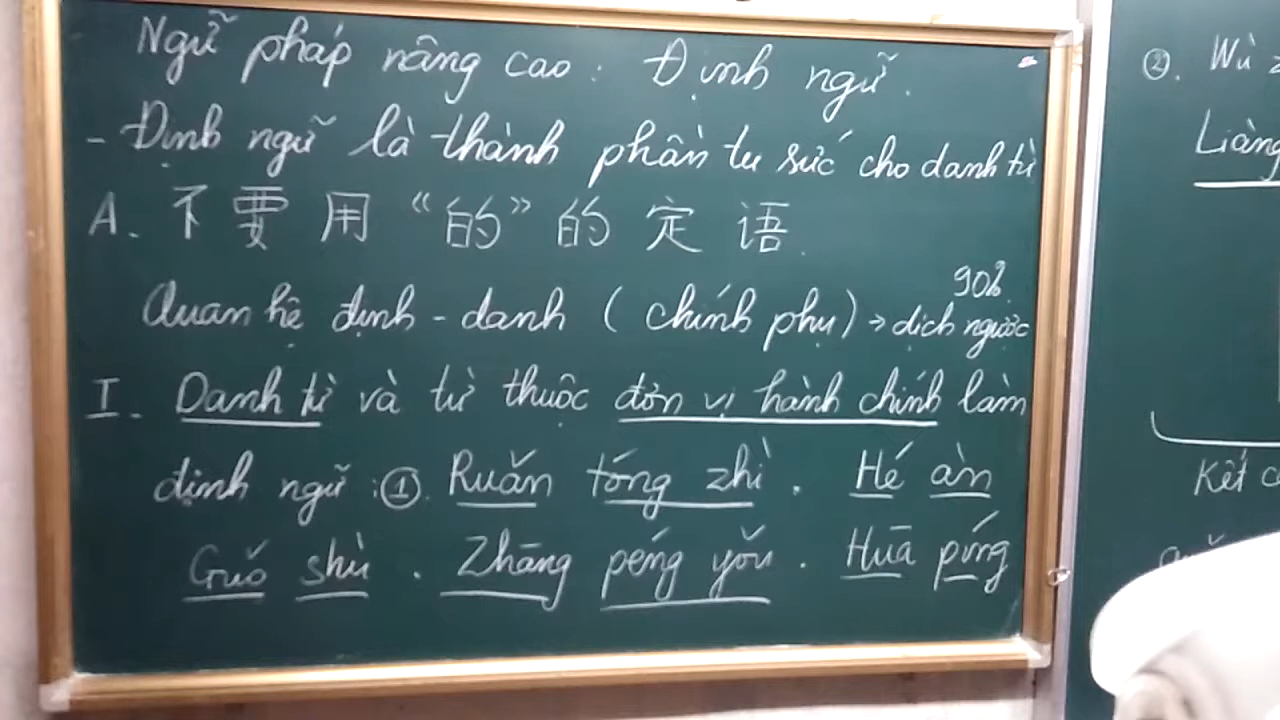 Ngữ pháp nâng cao : Định ngữ.
- Định ngữ là thành phần tu sức cho danh từ
A. 不 要 用 “的” 的 定 语.
90%
Quan hệ định - danh ( chính phụ) → dịch ngược
I. Danh từ và từ thuộc đơn vị hành chính làm
định ngữ : ①. Ruǎn tóng zhì . Hé àn
Guǒ shù . Zhāng péng yǒu . Huā píng
②. Wù
Kết